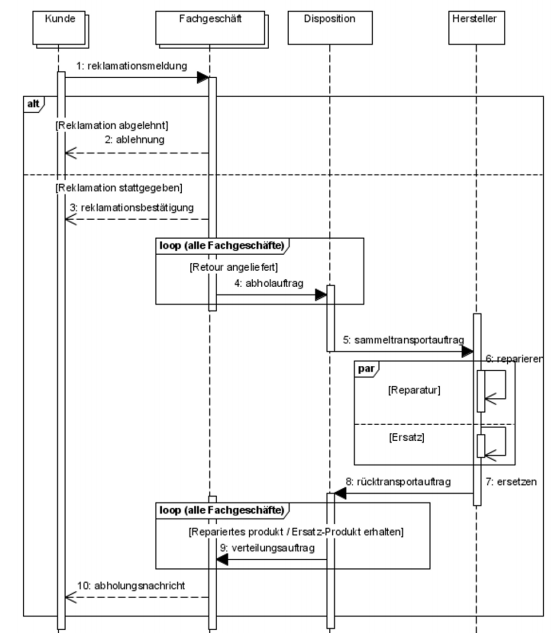 Kunde
Fachgeschäft
Disposition
Hersteller
1: reklamationsmeldung
alt
[Reklamation abgelehnt]
2: ablehnung
[Reklamation stattgegeben]
3: reklamationsbestätigung
loop (alle Fachgeschäfte)
[Retour angeliefert]
4: abholauftrag
5: sammeltransportauftrag
6: reparieren
par
[Reparatur]
[Ersatz]
8: rücktransportauftrag
7: ersetzen
loop (alle Fachgeschäfte)
[Repariertes produkt / Ersatz-Produkt erhalten]
9: verteilungsauftrag
10: abholungsnachricht